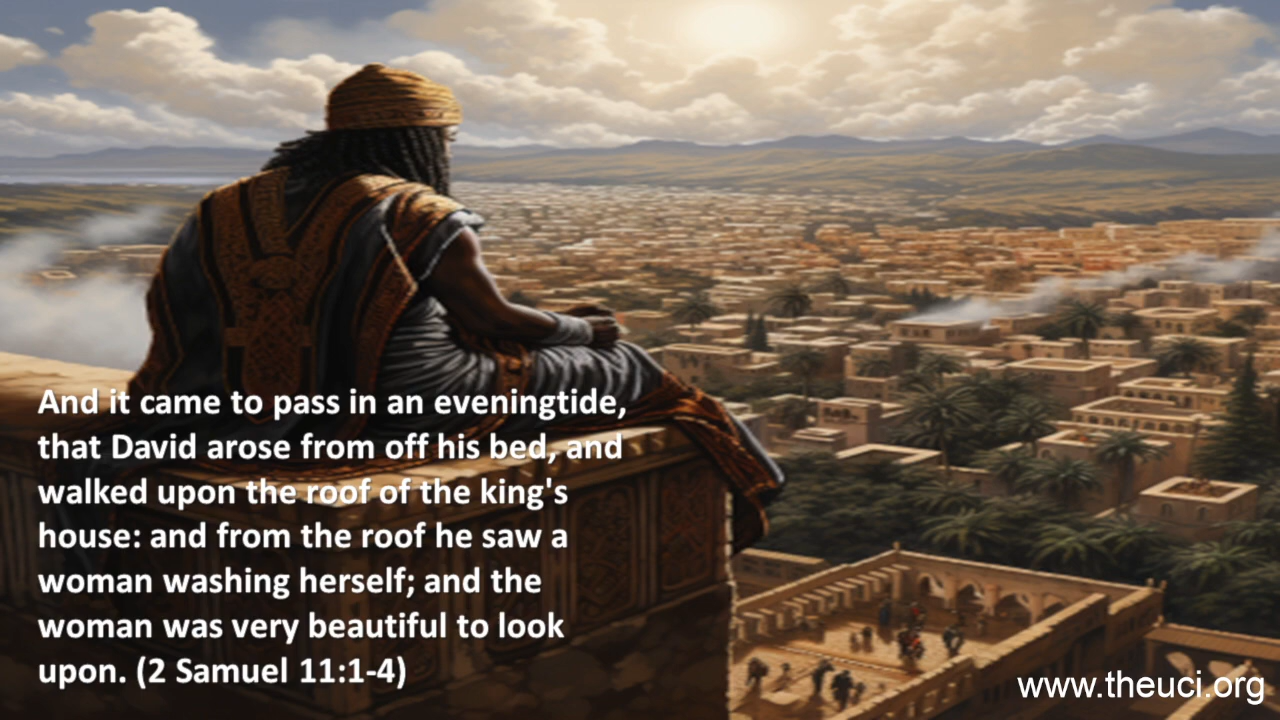 And it came to pass in an eveningtide,
that David arose from off his bed, and
walked upon the roof of the king's
house: and from the roof he saw a
woman washing herself; and the
woman was very beautiful to look
upon. (2 Samuel 11:1-4)
www.theuci.org